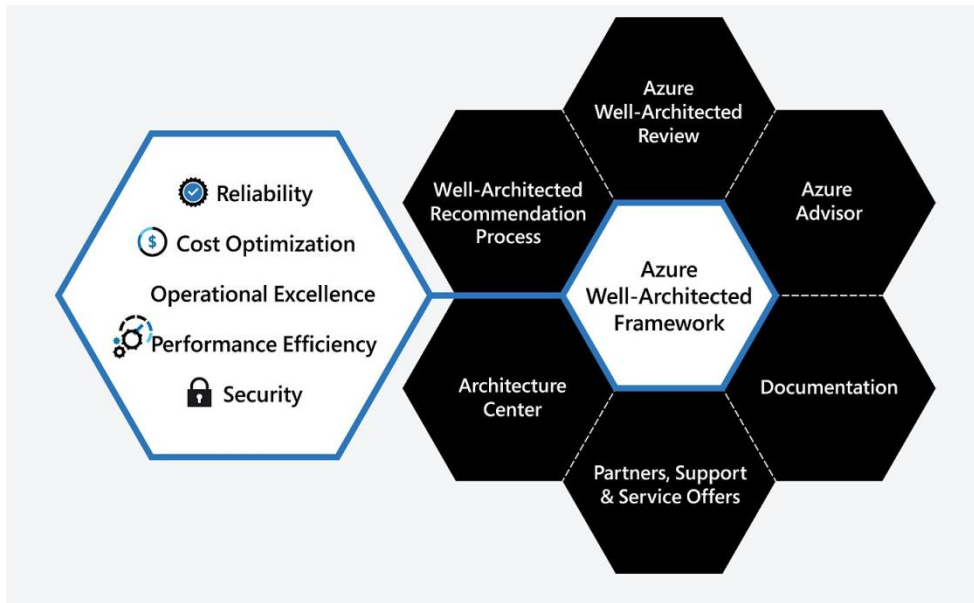 Reliability
$
Cost Optimization
Operational Excellence
Performance Efficiency
Security
Azure
Well-Architected
Review
Well-Architected
Recommendation
Process
Azure
Advisor
Azure
Well-Architected
Framework
Architecture
Center
Documentation
Partners, Support
& Service Offers